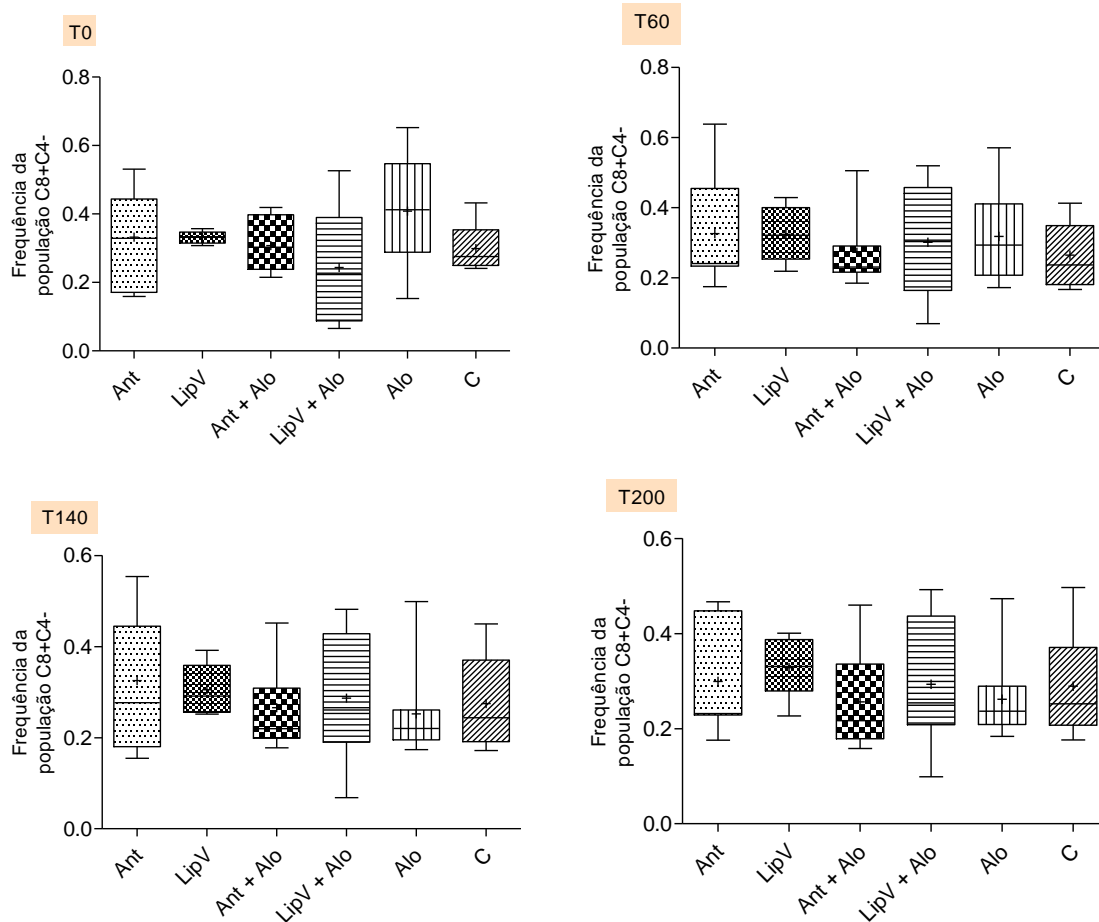 T0
Frequência da
população C8+C4-
0.8
0.6
0.4
0.2
0.0
Ant
LipV
Ant + Alo
LipV + Alo
Alo
C
T60
Frequência da
população C8+C4-
0.8
0.6
0.4
0.2
0.0
Ant
LipV
Ant + Alo
LipV + Alo
Alo
C
T140
Frequência da
população C8+C4-
0.6
0.4
0.2
0.0
Ant
LipV
Ant + Alo
LipV + Alo
Alo
C
T200
Frequência da
população C8+C4-
0.6
0.4
0.2
0.0
Ant
LipV
Ant + Alo
LipV + Alo
Alo
C